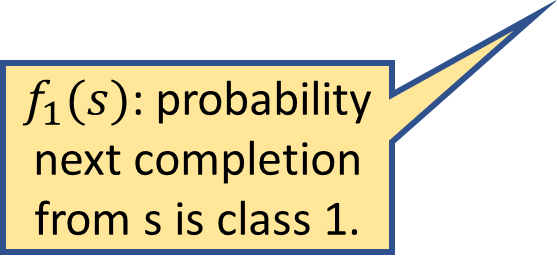 f₁(s): probability
next completion
from s is class 1.